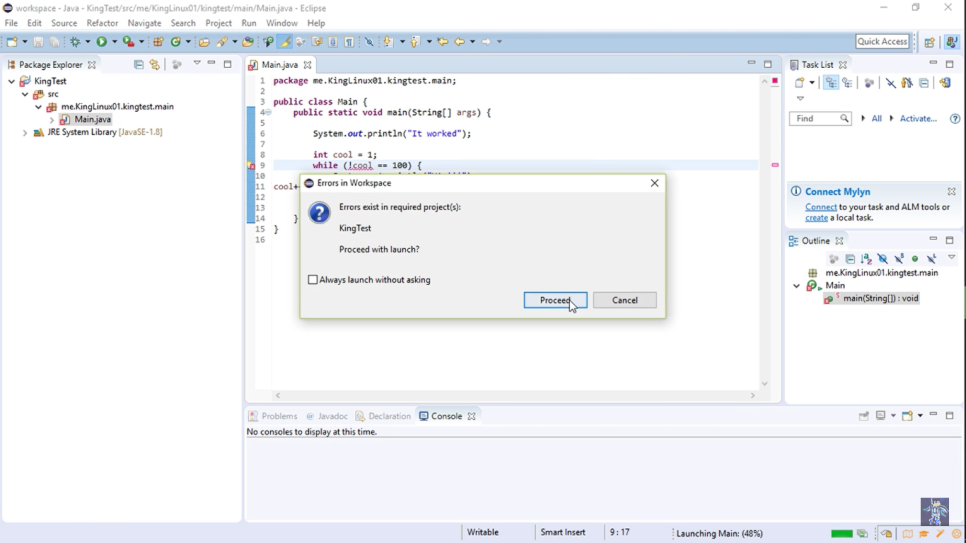 workspace - Java - KingTest/src/me/KingLinux01/kingtest/main/Main.java - Eclipse
File Edit Source Refactor Navigate Search Project Run Window Help
Quick Access
Package Explorer
KingTest
src
me.KingLinux01.kingtest.main
Main.java
JRE System Library [JavaSE-1.8]
Main.java
1 package me.KingLinux01.kingtest.main;
2
3 public class Main {
4 public static void main(String[] args) {
5
6 System.out.println("It worked");
7
8 int cool = 1;
9 while (!cool == 100) {
10
11 cool+
12
13
14 }
15 }
16
Errors in Workspace
Errors exist in required project(s):
KingTest
Proceed with launch?
Always launch without asking
Proceed Cancel
Task List
Find All Activate...
Connect Mylyn
Connect to your task and ALM tools or
create a local task.
Outline
me.KingLinux01.kingtest.main
Main
main(String[]) : void
Problems Javadoc Declaration Console
No consoles to display at this time.
Writable Smart Insert 9 : 17 Launching Main: (48%)